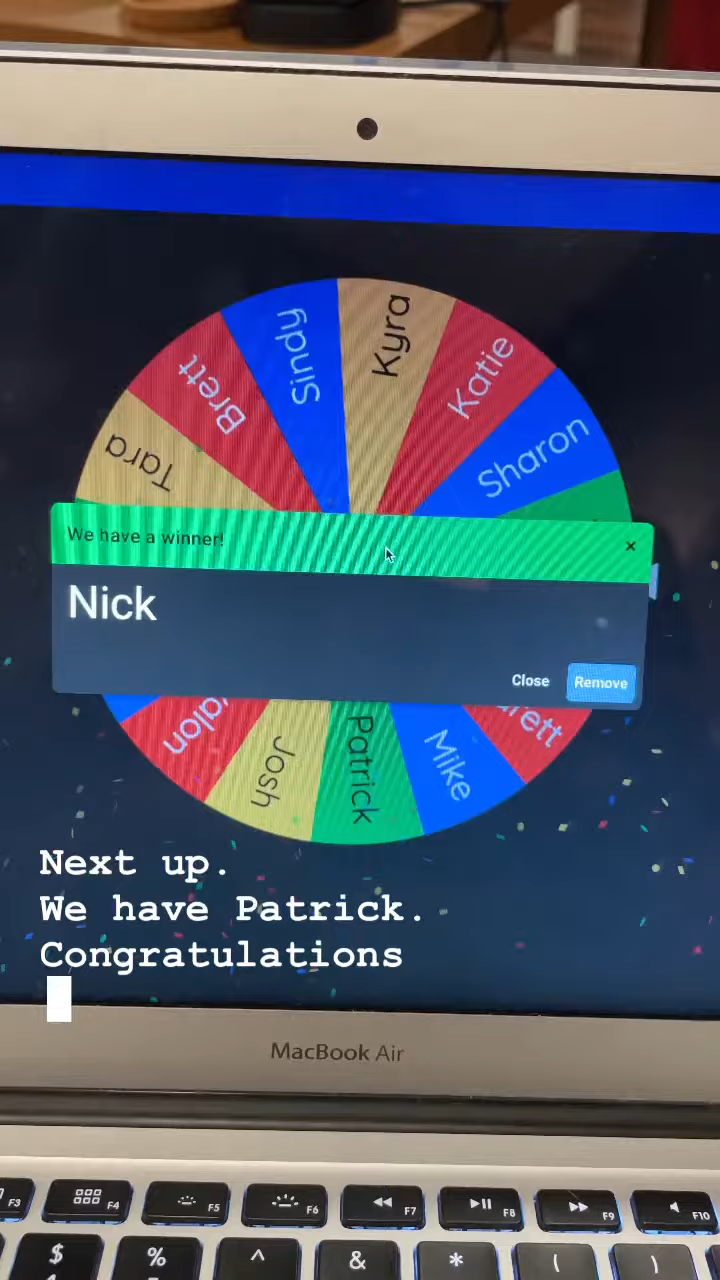 Kyra
Sindy
Katie
Brett
Sharon
Tara
We have a winner!
×
Nick
Close
Remove
Josh
Patrick
Mike
Next up.
We have Patrick.
Congratulations
MacBook Air
F3
F4
F5
F6
F7
F8
F9
F10
$
%
^
&
*
(
)